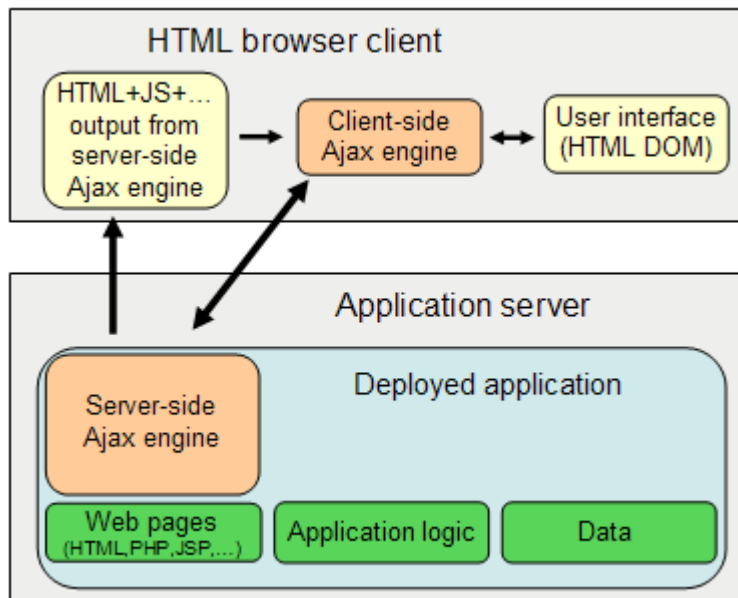 HTML browser client
HTML+JS+...
output from
server-side
Ajax engine
Client-side
Ajax engine
User interface
(HTML DOM)
Application server
Server-side
Ajax engine
Deployed application
Web pages
(HTML,PHP,JSP,...)
Application logic
Data